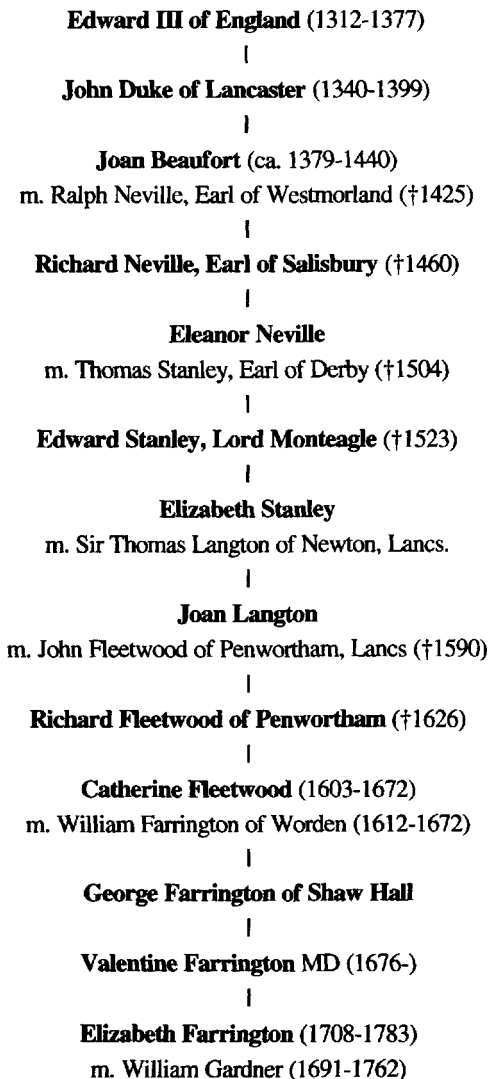 Edward III of England (1312-1377)
John Duke of Lancaster (1340-1399)
Joan Beaufort (ca. 1379-1440)
m. Ralph Neville, Earl of Westmorland (†1425)
Richard Neville, Earl of Salisbury (†1460)
Eleanor Neville
m. Thomas Stanley, Earl of Derby (†1504)
Edward Stanley, Lord Monteagle (†1523)
Elizabeth Stanley
m. Sir Thomas Langton of Newton, Lancs.
Joan Langton
m. John Fleetwood of Penwortham, Lancs (†1590)
Richard Fleetwood of Penwortham (†1626)
Catherine Fleetwood (1603-1672)
m. William Farrington of Worden (1612-1672)
George Farrington of Shaw Hall
Valentine Farrington MD (1676-)
Elizabeth Farrington (1708-1783)
m. William Gardner (1691-1762)